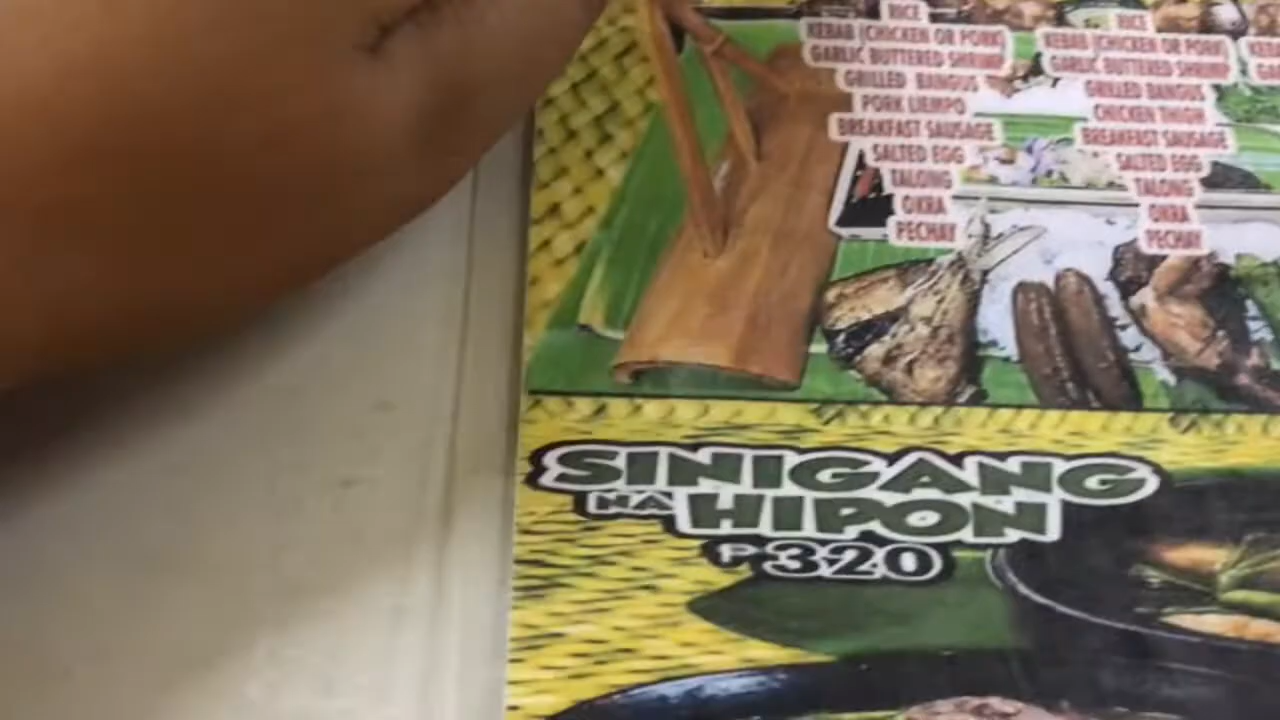 RICE
KEBAB (CHICKEN OR PORK)
GARLIC BUTTERED SHRIMP
GRILLED BANGUS
PORK LIEMPO
BREAKFAST SAUSAGE
SALTED EGG
TALONG
OKRA
PECHAY
RICE
KEBAB (CHICKEN OR PORK)
GARLIC BUTTERED SHRIMP
GRILLED BANGUS
CHICKEN THIGH
BREAKFAST SAUSAGE
SALTED EGG
TALONG
OKRA
PECHAY
SINIGANG
NA HIPON
P320